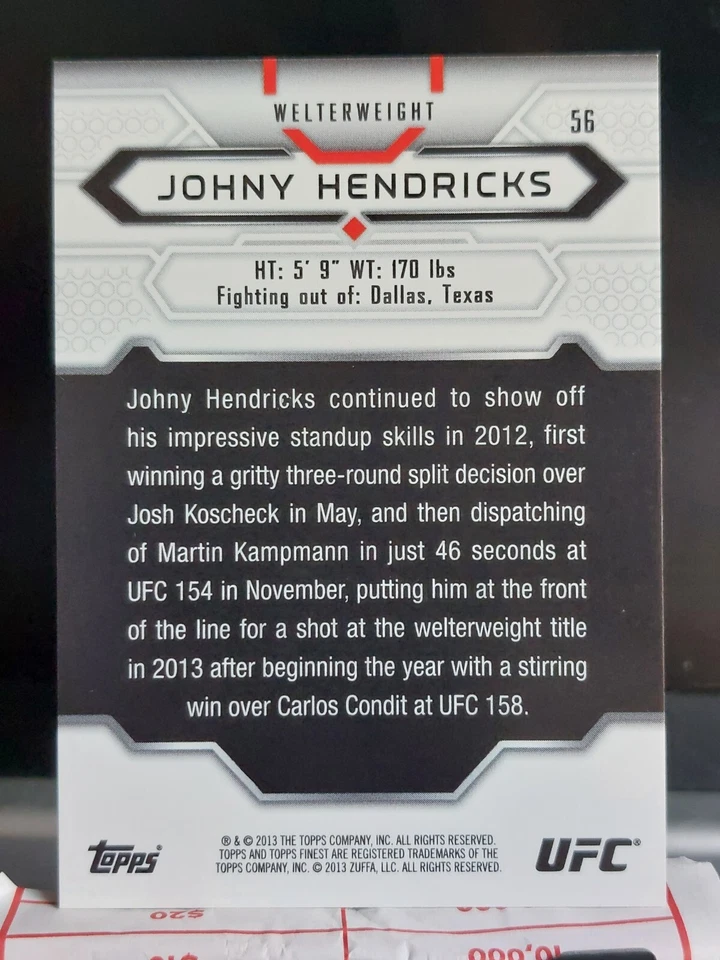 WELTERWEIGHT
56
JOHNY HENDRICKS
HT: 5' 9" WT: 170 lbs
Fighting out of: Dallas, Texas
Johny Hendricks continued to show off
his impressive standup skills in 2012, first
winning a gritty three-round split decision over
Josh Koscheck in May, and then dispatching
of Martin Kampmann in just 46 seconds at
UFC 154 in November, putting him at the front
of the line for a shot at the welterweight title
in 2013 after beginning the year with a stirring
win over Carlos Condit at UFC 158.
topps®
® & © 2013 THE TOPPS COMPANY, INC. ALL RIGHTS RESERVED.
TOPPS AND TOPPS FINEST ARE REGISTERED TRADEMARKS OF THE
TOPPS COMPANY, INC. © 2013 ZUFFA, LLC. ALL RIGHTS RESERVED.
UFC®
$20